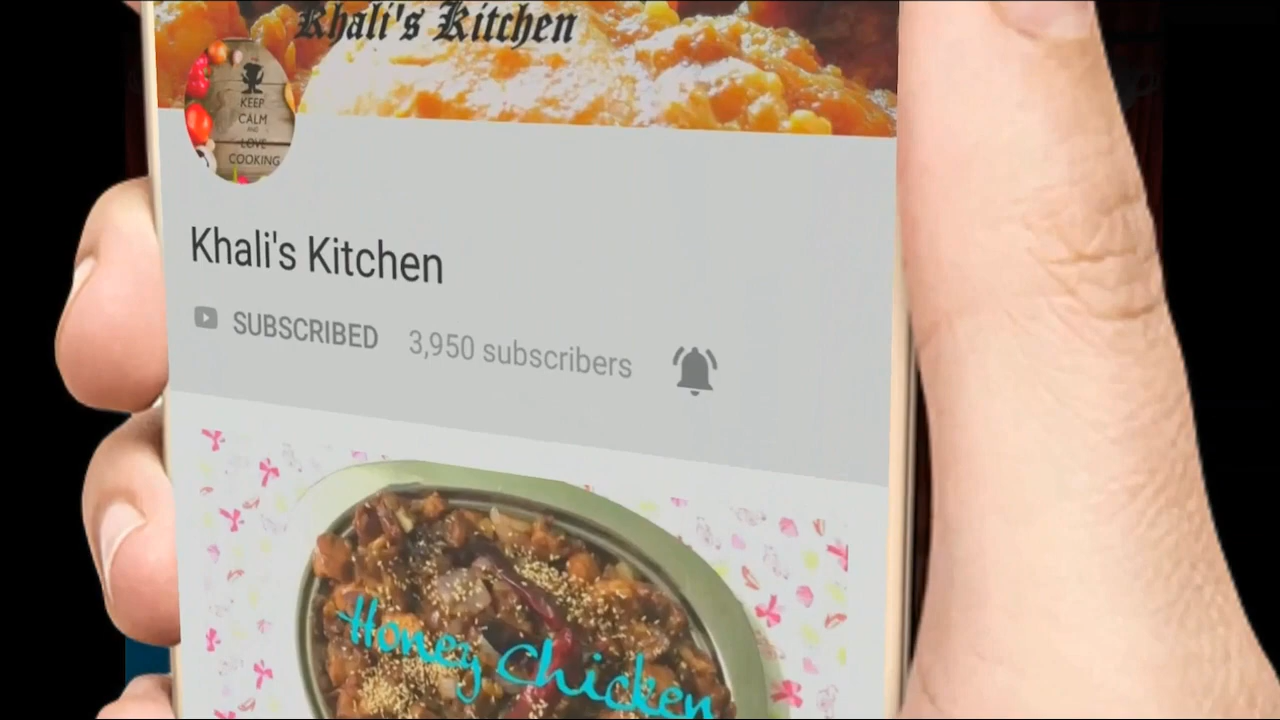 Khali's Kitchen
KEEP
CALM
AND
LOVE
COOKING
Khali's Kitchen
SUBSCRIBED 3,950 subscribers
Honey Chicken